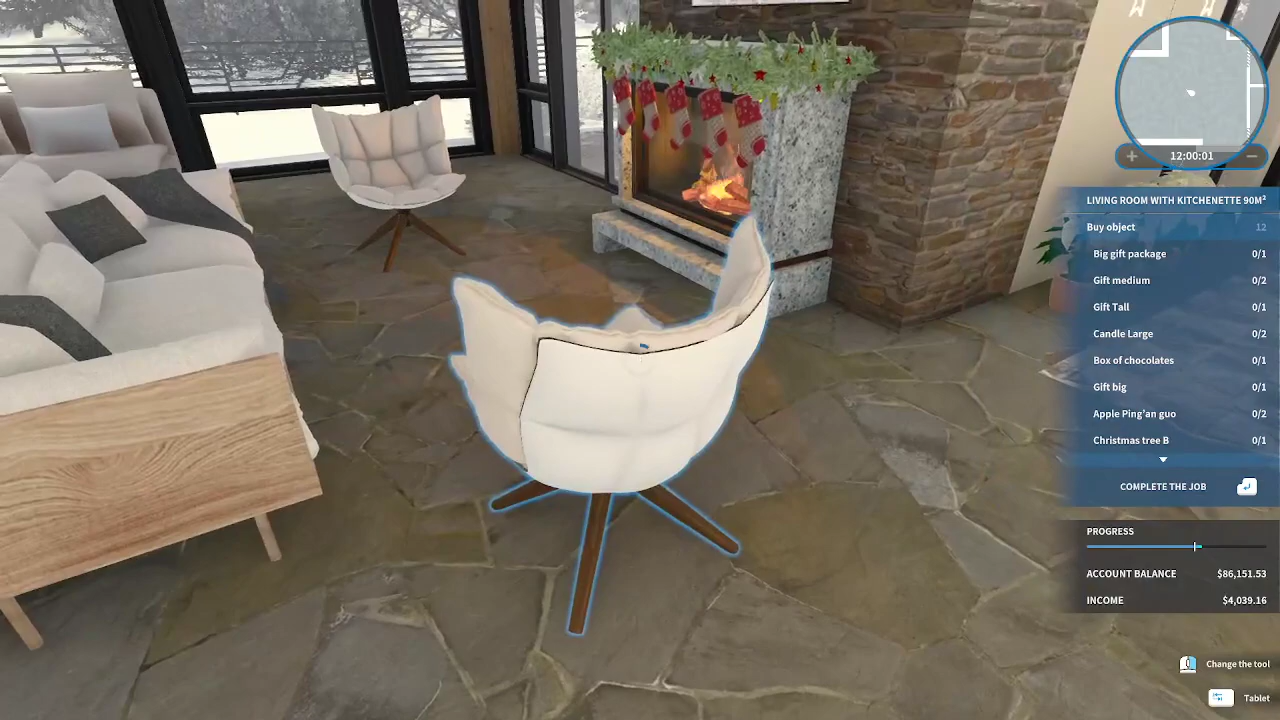 12:00:01
LIVING ROOM WITH KITCHENETTE 90M²
Buy object 12
Big gift package 0/1
Gift medium 0/2
Gift Tall 0/1
Candle Large 0/2
Box of chocolates 0/1
Gift big 0/1
Apple Ping'an guo 0/2
Christmas tree B 0/1
COMPLETE THE JOB
PROGRESS
ACCOUNT BALANCE $86,151.53
INCOME $4,039.16
Change the tool
Tablet